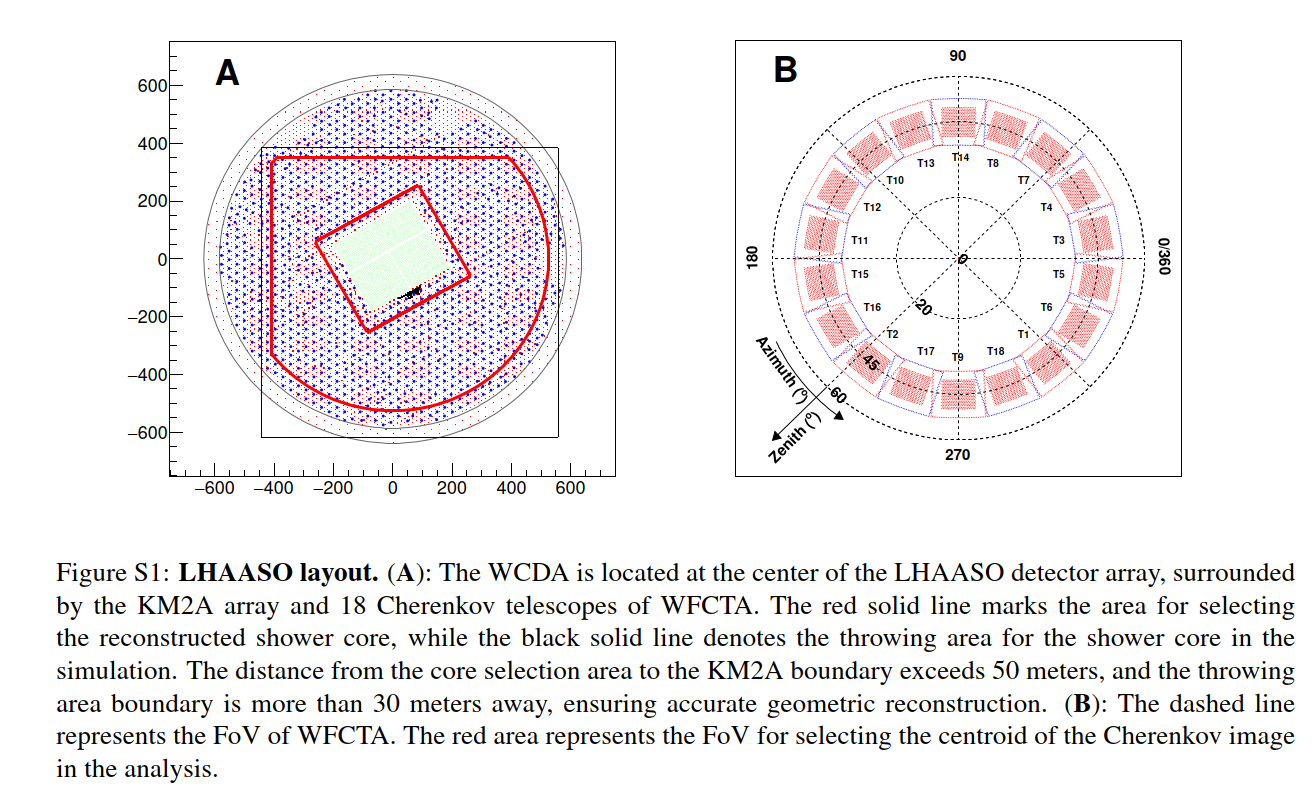 A
600
400
200
0
−200
−400
−600
−600 −400 −200 0 200 400 600
B
90
T13 T14 T8
T10 T7
T12 T4
T11 T3
180 0 0/360
T15 T5
T16 20 T6
T2 T1
T17 T9 T18
45
60
Azimuth (°)
Zenith (°)
270
Figure S1: LHAASO layout. (A): The WCDA is located at the center of the LHAASO detector array, surrounded
by the KM2A array and 18 Cherenkov telescopes of WFCTA. The red solid line marks the area for selecting
the reconstructed shower core, while the black solid line denotes the throwing area for the shower core in the
simulation. The distance from the core selection area to the KM2A boundary exceeds 50 meters, and the throwing
area boundary is more than 30 meters away, ensuring accurate geometric reconstruction. (B): The dashed line
represents the FoV of WFCTA. The red area represents the FoV for selecting the centroid of the Cherenkov image
in the analysis.